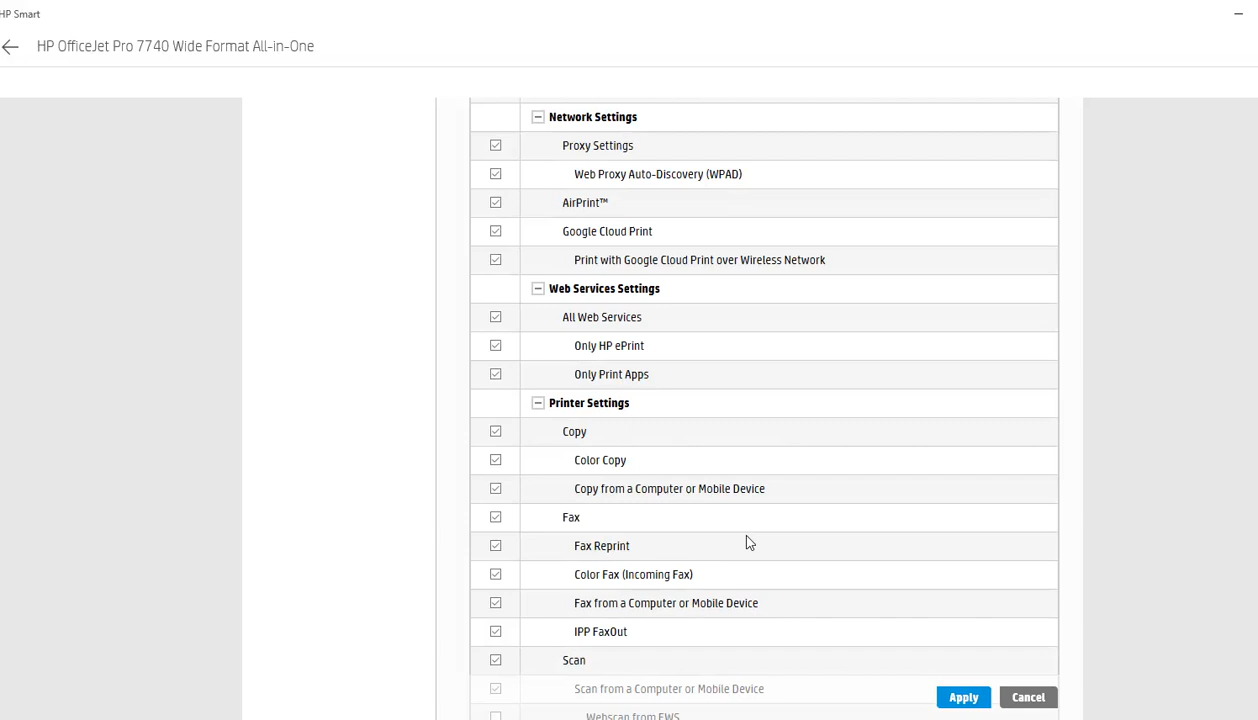 HP Smart
HP OfficeJet Pro 7740 Wide Format All-in-One
Network Settings
Proxy Settings
Web Proxy Auto-Discovery (WPAD)
AirPrint™
Google Cloud Print
Print with Google Cloud Print over Wireless Network
Web Services Settings
All Web Services
Only HP ePrint
Only Print Apps
Printer Settings
Copy
Color Copy
Copy from a Computer or Mobile Device
Fax
Fax Reprint
Color Fax (Incoming Fax)
Fax from a Computer or Mobile Device
IPP FaxOut
Scan
Scan from a Computer or Mobile Device
Apply Cancel
Webscan from EWS